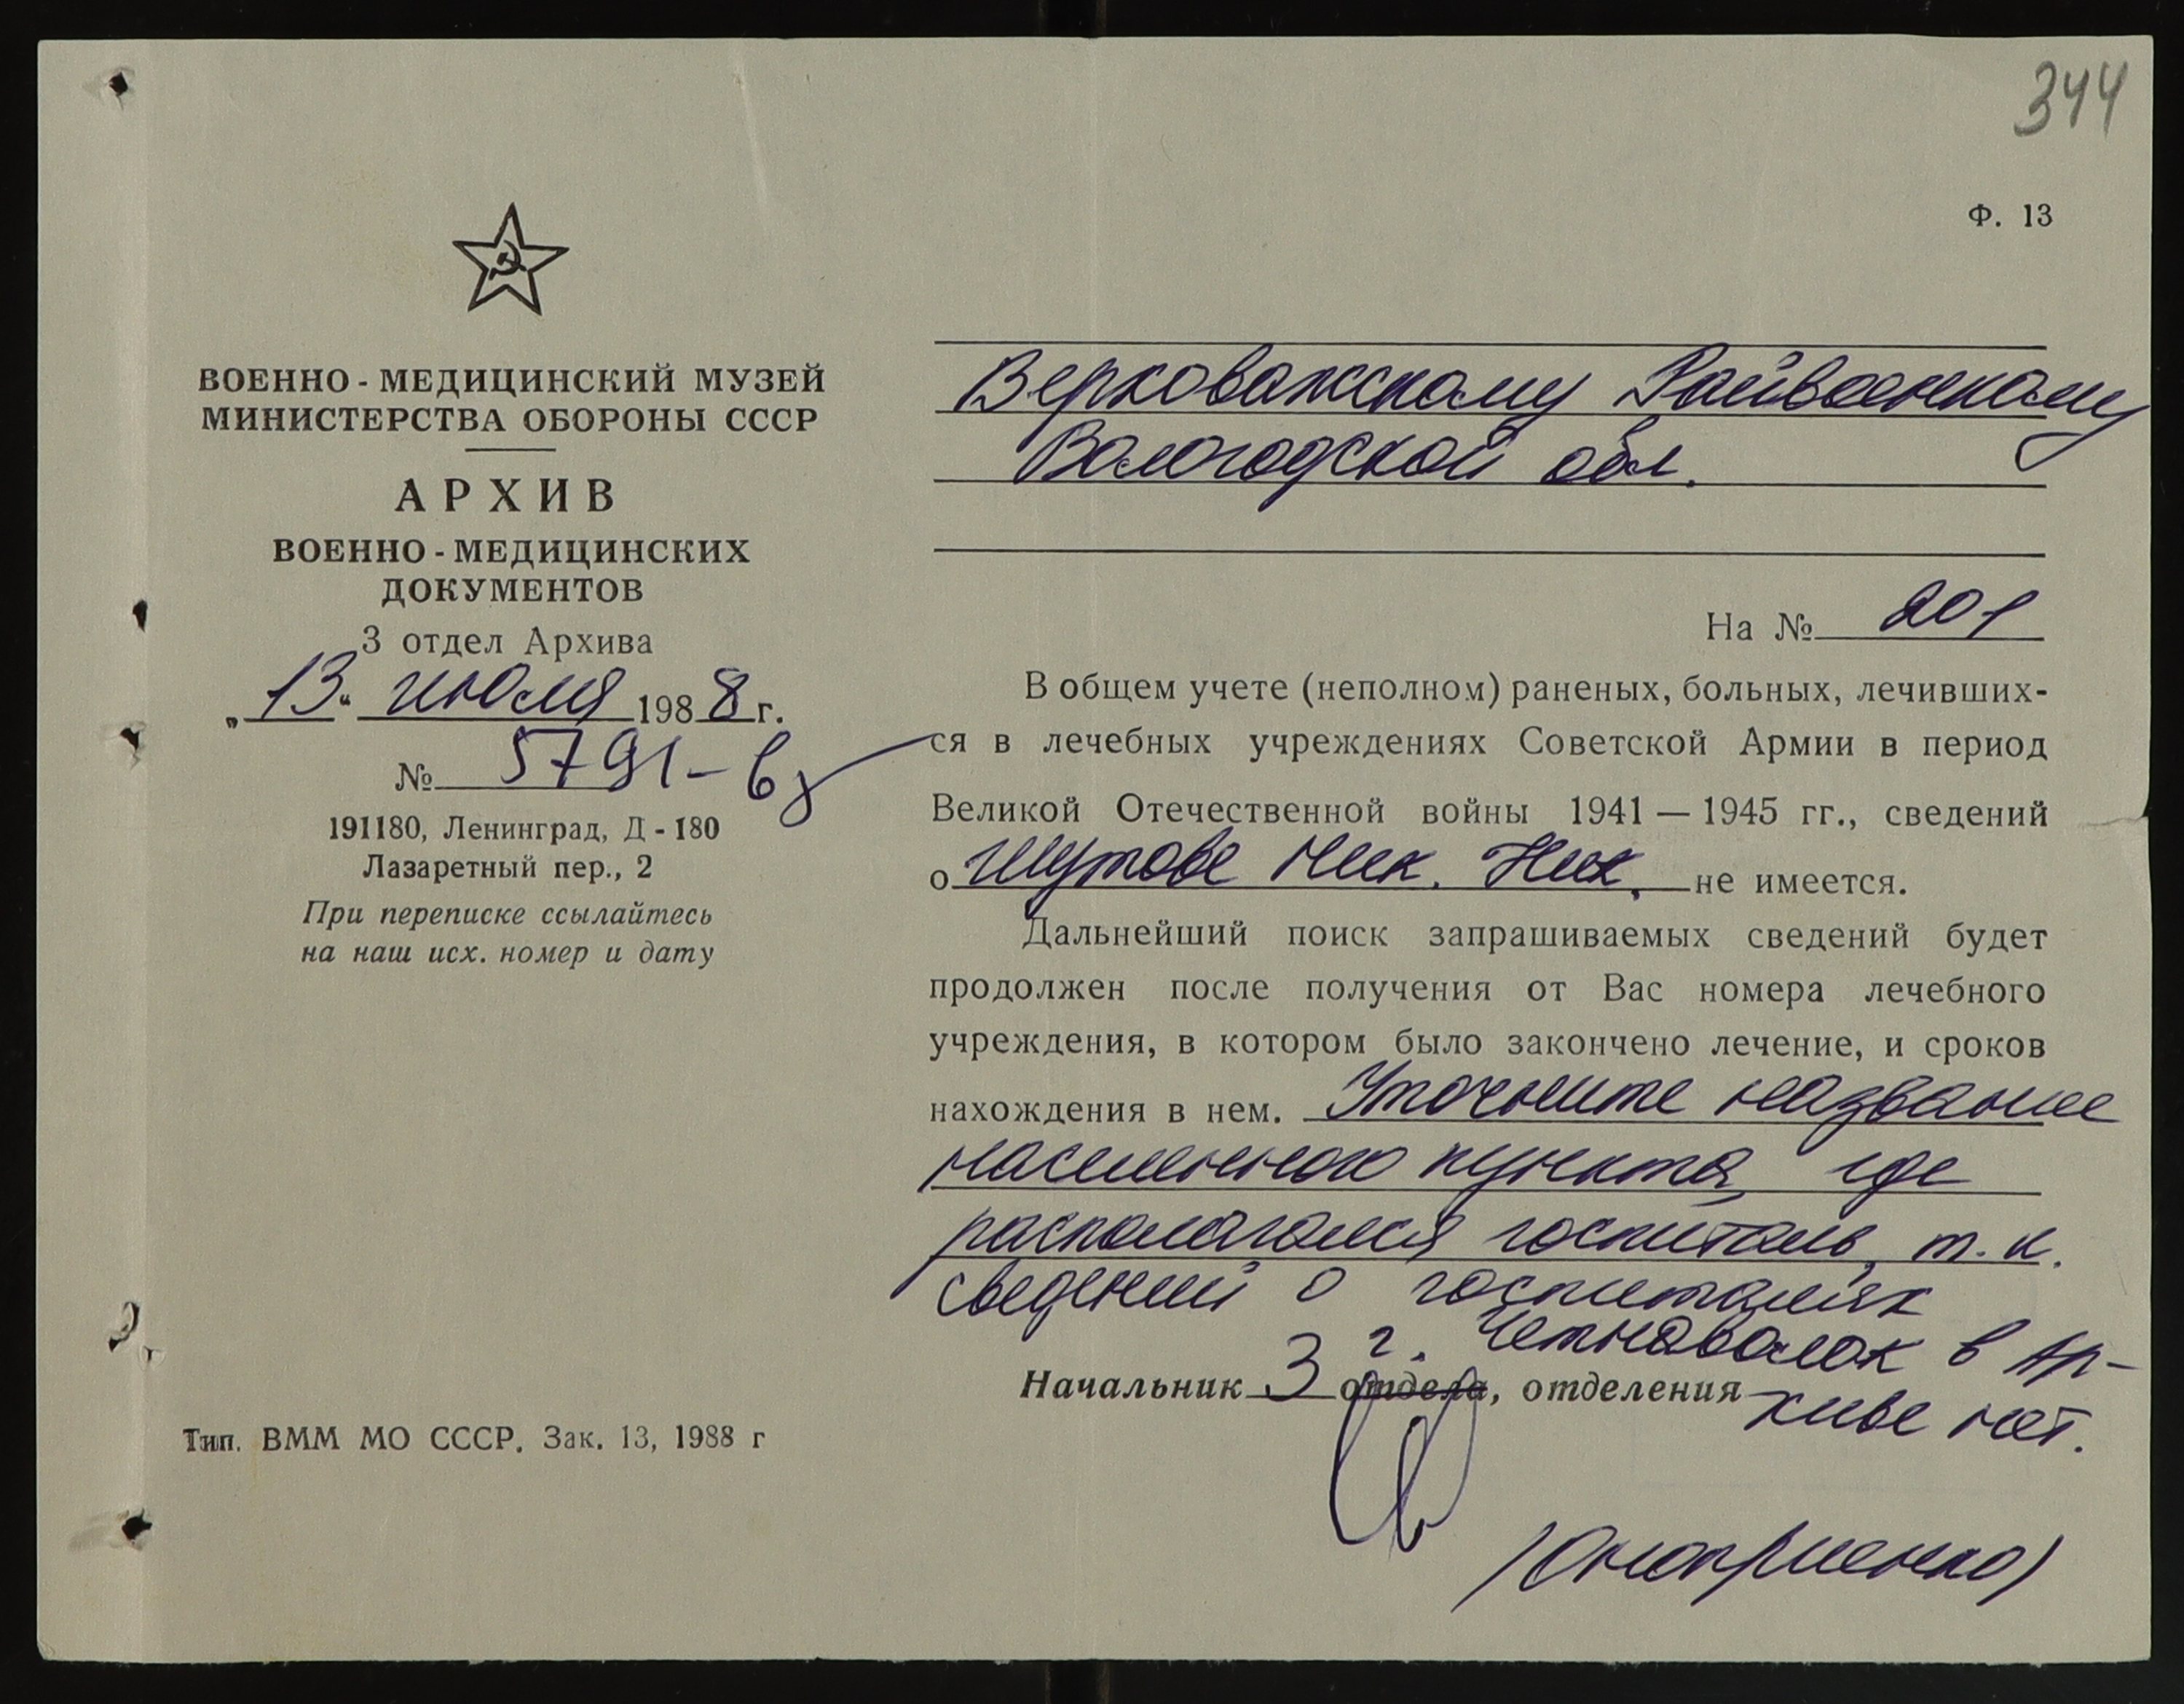 344
Ф. 13
ВОЕННО - МЕДИЦИНСКИЙ МУЗЕЙ
МИНИСТЕРСТВА ОБОРОНЫ СССР
АРХИВ
ВОЕННО - МЕДИЦИНСКИХ
ДОКУМЕНТОВ
3 отдел Архива
„13" июля 1988 г.
№ 5791-в
191180, Ленинград, Д - 180
Лазаретный пер., 2
При переписке ссылайтесь
на наш исх. номер и дату
Тип. ВММ МО СССР. Зак. 13, 1988 г
Верховажскому Райвоенкому
Вологодской обл.
На № 201
В общем учете (неполном) раненых, больных, лечивших-
ся в лечебных учреждениях Советской Армии в период
Великой Отечественной войны 1941 — 1945 гг., сведений
о Шутове Ник. Ник. не имеется.
Дальнейший поиск запрашиваемых сведений будет
продолжен после получения от Вас номера лечебного
учреждения, в котором было закончено лечение, и сроков
нахождения в нем. Уточните название
населенного пункта, где
располагался госпиталь, т. к.
сведений о госпиталях
г. Четнаволок в Ар-
хиве нет.
Начальник 3 отдела, отделения
(Оноприенко)